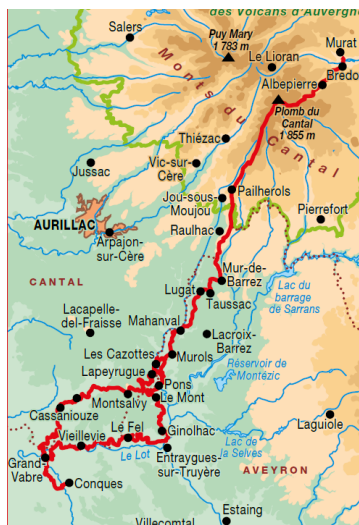 des Volcans d'Auvergne
Salers
Puy Mary
1 783 m
Murat
Le Lioran
Bredo
Albepierre
Monts du Cantal
Plomb du
Cantal
1 855 m
Thiézac
Vic-sur-
Cère
Jussac
Pailherols
Jou-sous-
Moujou
Pierrefort
Raulhac
AURILLAC
Arpajon-
sur-Cère
Mur-de-
Barrez
Lac du
barrage
de Sarrans
CANTAL
Lugat
Taussac
Lacapelle-
del-Fraisse
Mahanval
Lacroix-
Barrez
Les Cazottes
Murols
Lapeyrugue
Réservoir de
Montézic
Pons
Le Mont
Montsalvy
Cassaniouze
Laguiole
Le Fel
Vieillevie
Ginolhac
Lac de
la Selves
Grand-
Vabre
Le Lot
Entraygues-
sur-Truyère
AVEYRON
Conques
Estaing
Villecomtal